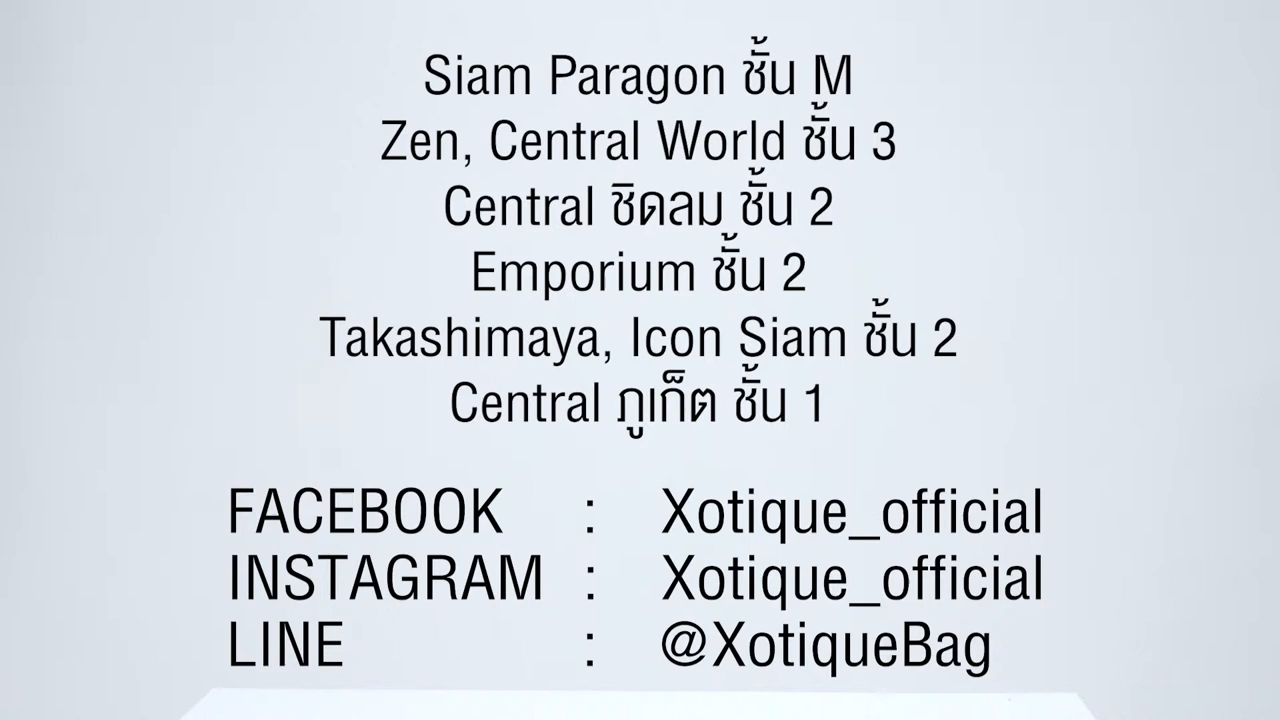 Siam Paragon ชั้น M
Zen, Central World ชั้น 3
Central ชิดลม ชั้น 2
Emporium ชั้น 2
Takashimaya, Icon Siam ชั้น 2
Central ภูเก็ต ชั้น 1
FACEBOOK : Xotique_official
INSTAGRAM : Xotique_official
LINE : @XotiqueBag